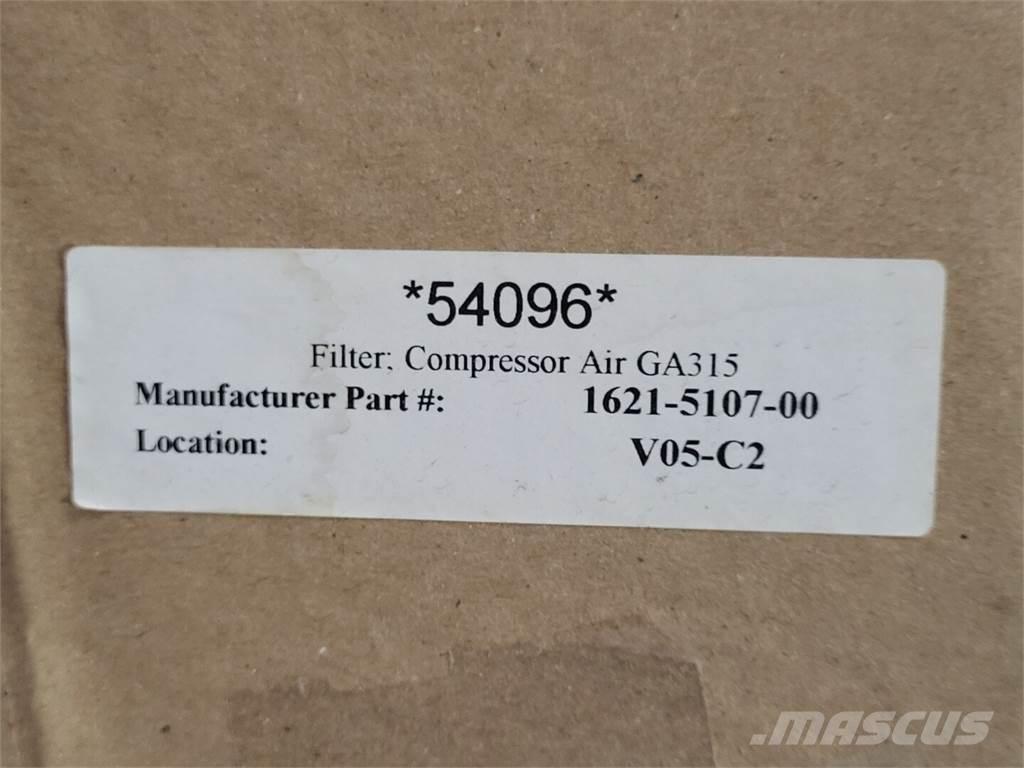 *54096*
Filter; Compressor Air GA315
Manufacturer Part #: 1621-5107-00
Location: V05-C2
MASCUS